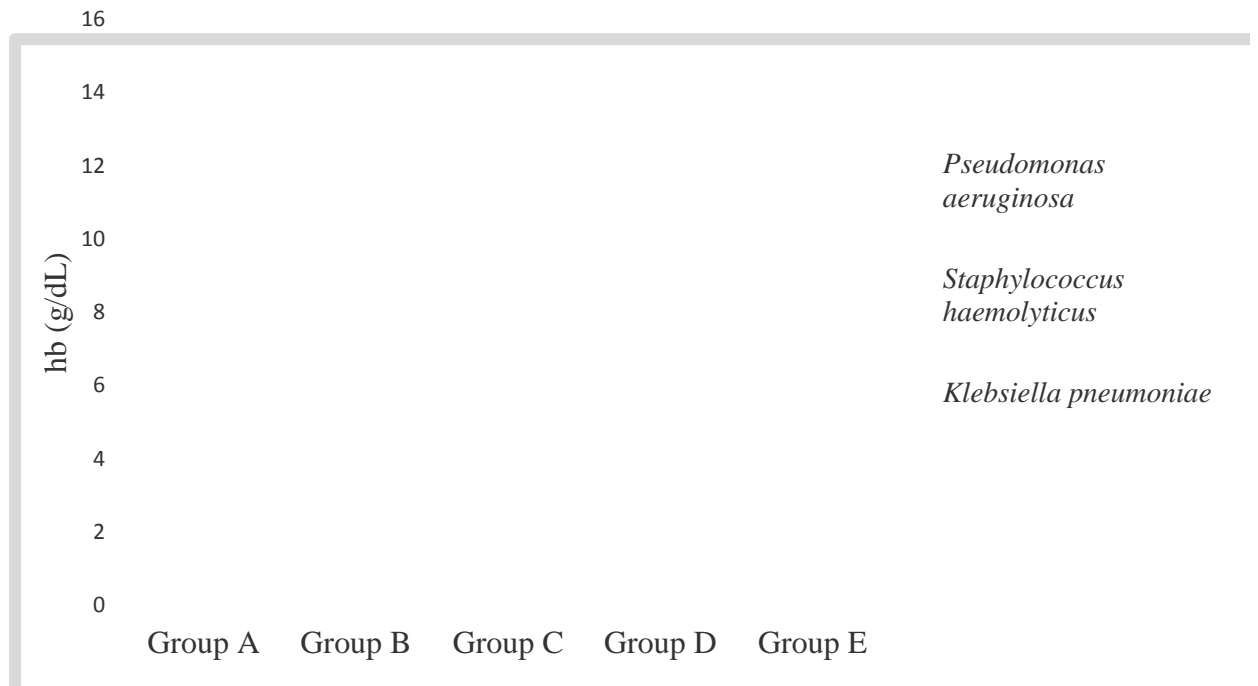 16
14
12
10
8
6
4
2
0
hb (g/dL)
Group A Group B Group C Group D Group E
Pseudomonas
aeruginosa
Staphylococcus
haemolyticus
Klebsiella pneumoniae